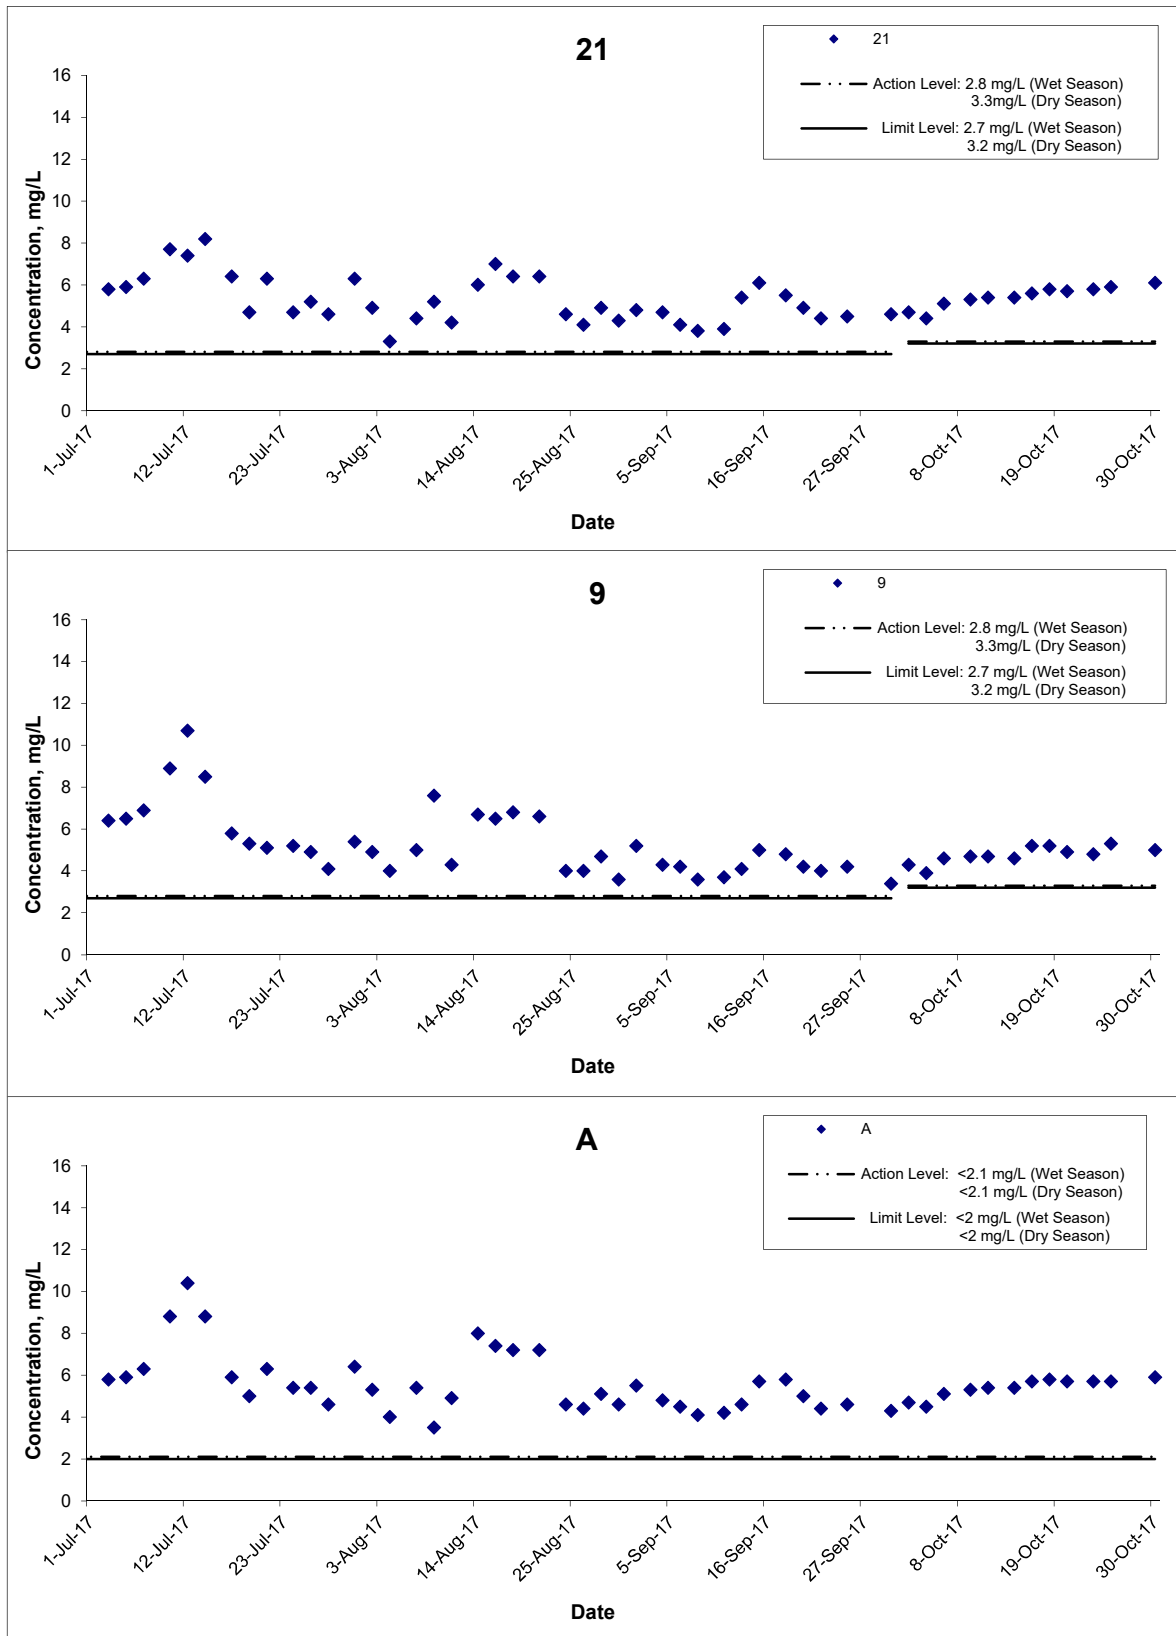 21
21
Action Level: 2.8 mg/L (Wet Season)
3.3mg/L (Dry Season)
Limit Level: 2.7 mg/L (Wet Season)
3.2 mg/L (Dry Season)
Concentration, mg/L
16
14
12
10
8
6
4
2
0
1-Jul-17
12-Jul-17
23-Jul-17
3-Aug-17
14-Aug-17
25-Aug-17
5-Sep-17
16-Sep-17
27-Sep-17
8-Oct-17
19-Oct-17
30-Oct-17
Date
9
9
Action Level: 2.8 mg/L (Wet Season)
3.3mg/L (Dry Season)
Limit Level: 2.7 mg/L (Wet Season)
3.2 mg/L (Dry Season)
Concentration, mg/L
16
14
12
10
8
6
4
2
0
1-Jul-17
12-Jul-17
23-Jul-17
3-Aug-17
14-Aug-17
25-Aug-17
5-Sep-17
16-Sep-17
27-Sep-17
8-Oct-17
19-Oct-17
30-Oct-17
Date
A
A
Action Level: <2.1 mg/L (Wet Season)
<2.1 mg/L (Dry Season)
Limit Level: <2 mg/L (Wet Season)
<2 mg/L (Dry Season)
Concentration, mg/L
16
14
12
10
8
6
4
2
0
1-Jul-17
12-Jul-17
23-Jul-17
3-Aug-17
14-Aug-17
25-Aug-17
5-Sep-17
16-Sep-17
27-Sep-17
8-Oct-17
19-Oct-17
30-Oct-17
Date